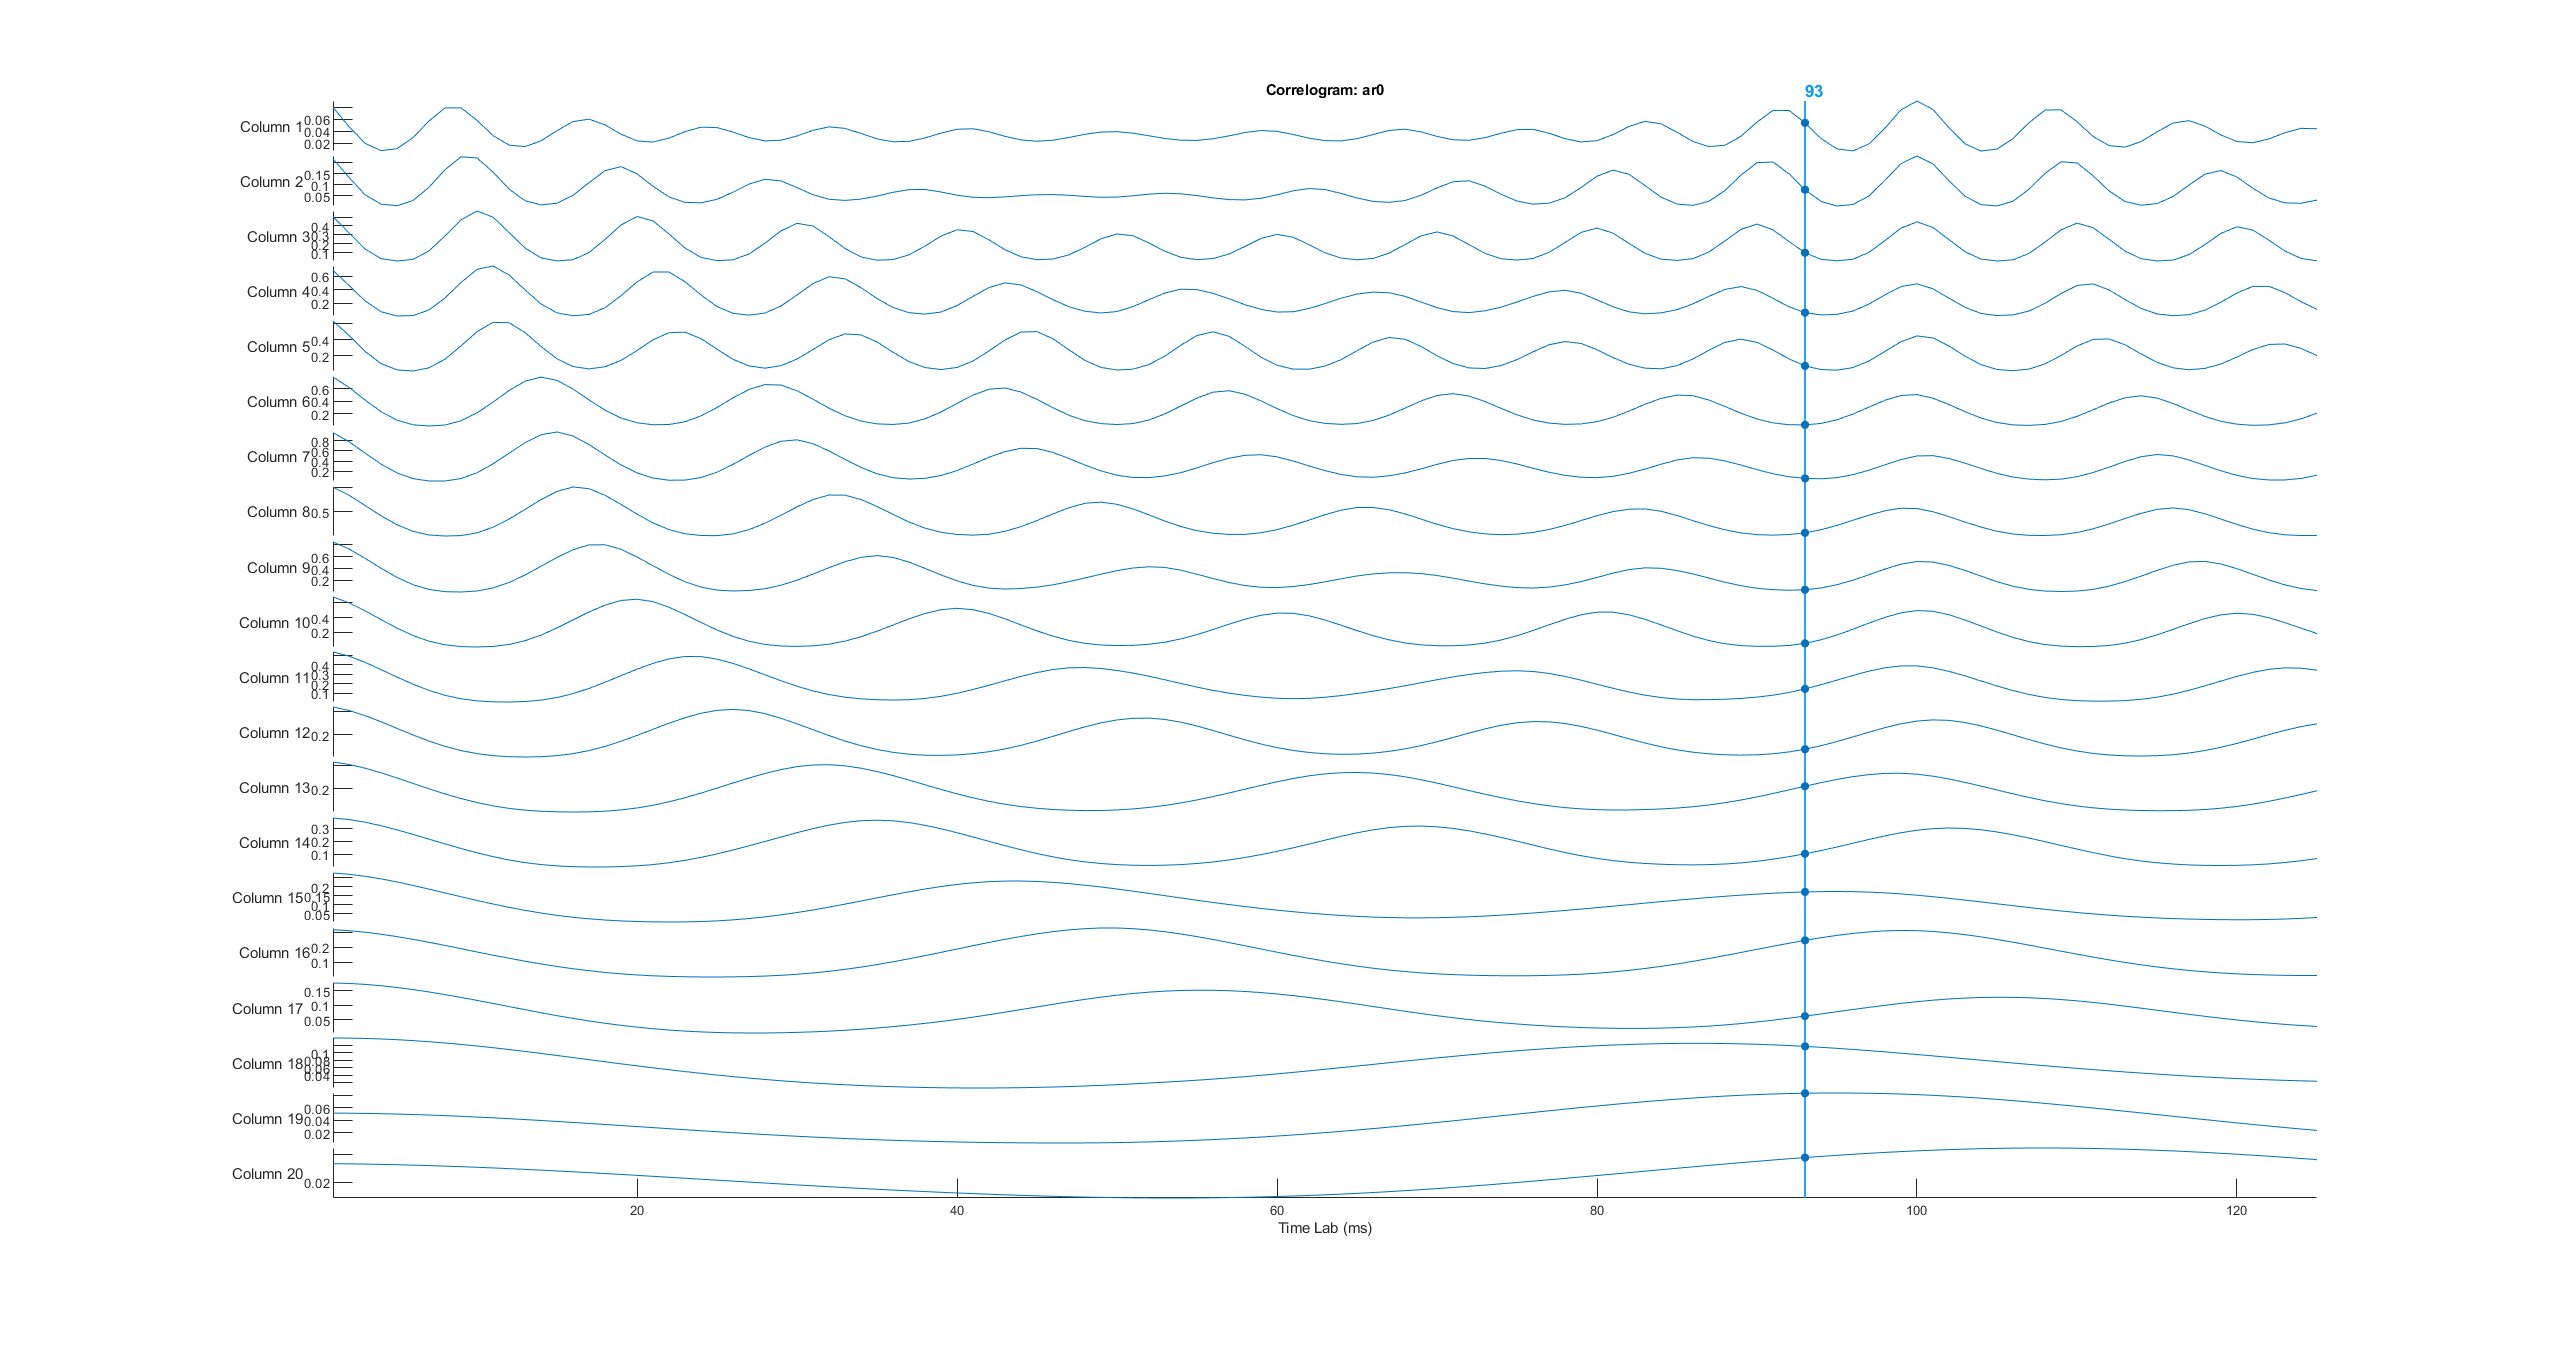 Correlogram: ar0
93
Column 1
0.06
0.04
0.02
Column 2
0.15
0.1
0.05
Column 3
0.4
0.3
0.2
0.1
Column 4
0.6
0.4
0.2
Column 5
0.4
0.2
Column 6
0.6
0.4
0.2
Column 7
0.8
0.6
0.4
0.2
Column 8
0.5
Column 9
0.6
0.4
0.2
Column 10
0.4
0.2
Column 11
0.4
0.3
0.2
0.1
Column 12
0.2
Column 13
0.2
Column 14
0.3
0.2
0.1
Column 15
0.2
0.15
0.1
0.05
Column 16
0.2
0.1
Column 17
0.15
0.1
0.05
Column 18
0.1
0.08
0.06
0.04
Column 19
0.06
0.04
0.02
Column 20
0.02
20 40 60 80 100 120
Time Lab (ms)